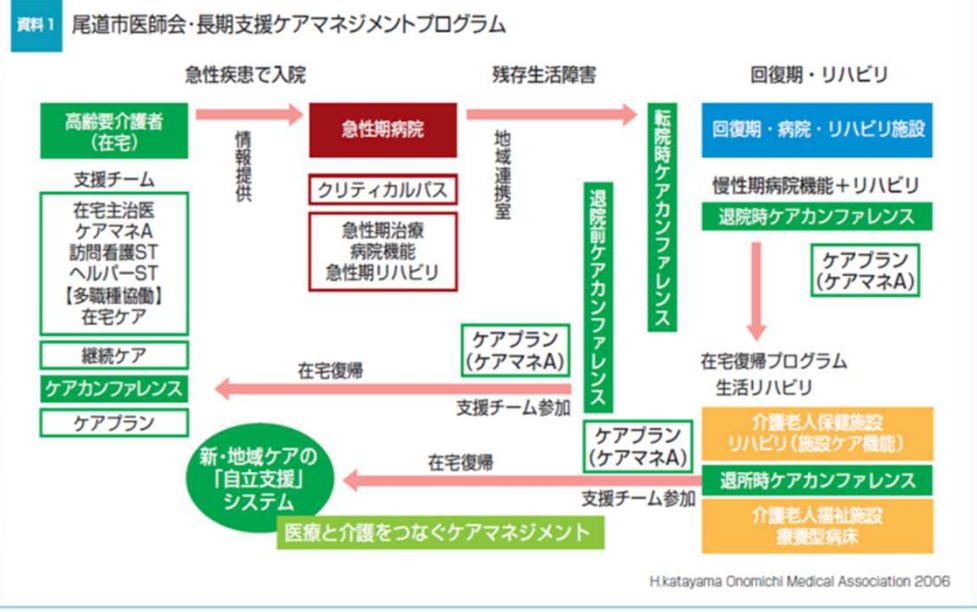 資料1
尾道市医師会・長期支援ケアマネジメントプログラム
急性疾患で入院
残存生活障害
回復期・リハビリ
高齢要介護者
（在宅）
情報提供
急性期病院
地域連携室
転院時ケアカンファレンス
回復期・病院・リハビリ施設
支援チーム
在宅主治医
ケアマネA
訪問看護ST
ヘルパーST
【多職種協働】
在宅ケア
継続ケア
ケアカンファレンス
ケアプラン
クリティカルパス
急性期治療
病院機能
急性期リハビリ
退院前ケアカンファレンス
慢性期病院機能＋リハビリ
退院時ケアカンファレンス
ケアプラン
（ケアマネA）
ケアプラン
（ケアマネA）
在宅復帰
支援チーム参加
在宅復帰プログラム
生活リハビリ
介護老人保健施設
リハビリ（施設ケア機能）
ケアプラン
（ケアマネA）
在宅復帰
支援チーム参加
退所時ケアカンファレンス
介護老人福祉施設
療養型病床
新・地域ケアの
「自立支援」
システム
医療と介護をつなぐケアマネジメント
H.katayama Onomichi Medical Association 2006